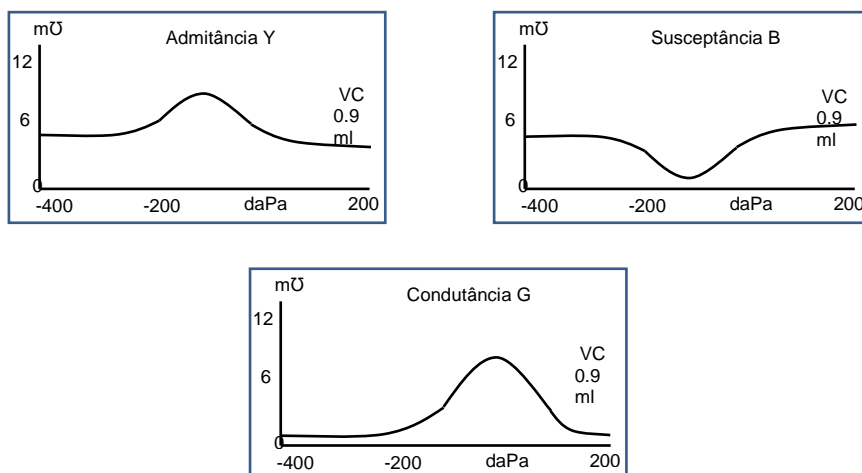 m℧
Admitância Y
12
6
0
VC
0.9
ml
-400
-200
daPa
200
m℧
Susceptância B
12
6
0
VC
0.9
ml
-400
-200
daPa
200
m℧
Condutância G
12
6
0
VC
0.9
ml
-400
-200
daPa
200